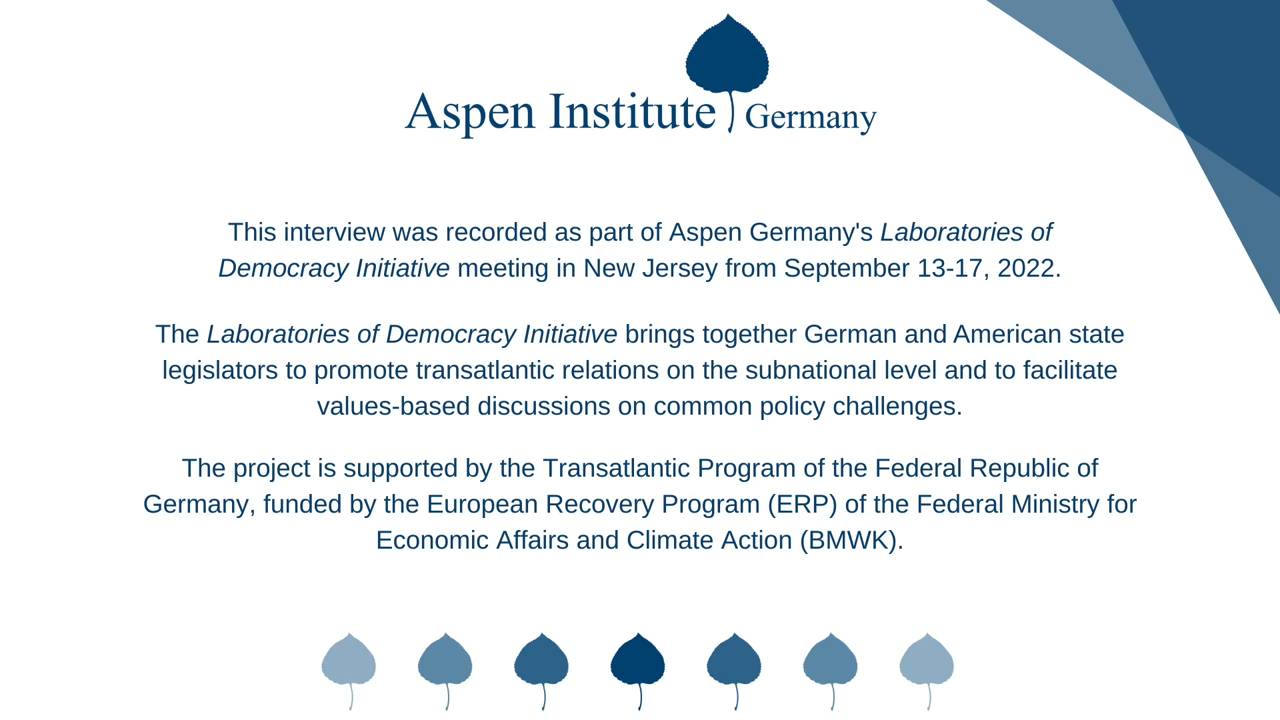 Aspen Institute Germany
This interview was recorded as part of Aspen Germany's Laboratories of
Democracy Initiative meeting in New Jersey from September 13-17, 2022.
The Laboratories of Democracy Initiative brings together German and American state
legislators to promote transatlantic relations on the subnational level and to facilitate
values-based discussions on common policy challenges.
The project is supported by the Transatlantic Program of the Federal Republic of
Germany, funded by the European Recovery Program (ERP) of the Federal Ministry for
Economic Affairs and Climate Action (BMWK).